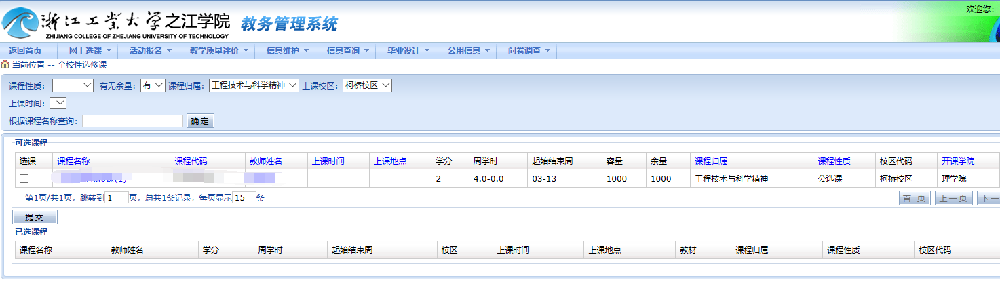 浙江工业大学之江学院 教务管理系统
ZHIJIANG COLLEGE OF ZHEJIANG UNIVERSITY OF TECHNOLOGY
欢迎您:
返回首页 网上选课 活动报名 教学质量评价 信息维护 信息查询 毕业设计 公用信息 问卷调查
当前位置 -- 全校性选修课
课程性质: 有无余量: 有 课程归属: 工程技术与科学精神 上课校区: 柯桥校区
上课时间:
根据课程名称查询: 确定
可选课程
选课 课程名称 课程代码 教师姓名 上课时间 上课地点 学分 周学时 起始结束周 容量 余量 课程归属 课程性质 校区代码 开课学院
(1) 2 4.0-0.0 03-13 1000 1000 工程技术与科学精神 公选课 柯桥校区 理学院
第1页/共1页, 跳转到 1 页, 总共1条记录, 每页显示 15 条 首 页 上一页 下一
提交
已选课程
课程名称 教师姓名 学分 周学时 起始结束周 校区 上课时间 上课地点 教材 课程归属 课程性质 校区代码